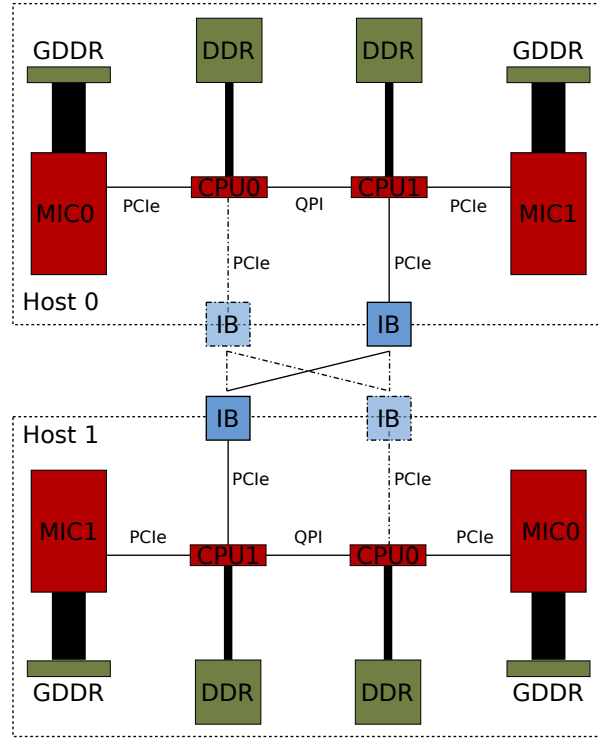 GDDR
DDR
DDR
GDDR
MIC0
PCIe
CPU0
QPI
CPU1
PCIe
MIC1
PCIe
PCIe
Host 0
IB
IB
IB
IB
Host 1
PCIe
PCIe
MIC1
PCIe
CPU1
QPI
CPU0
PCIe
MIC0
GDDR
DDR
DDR
GDDR